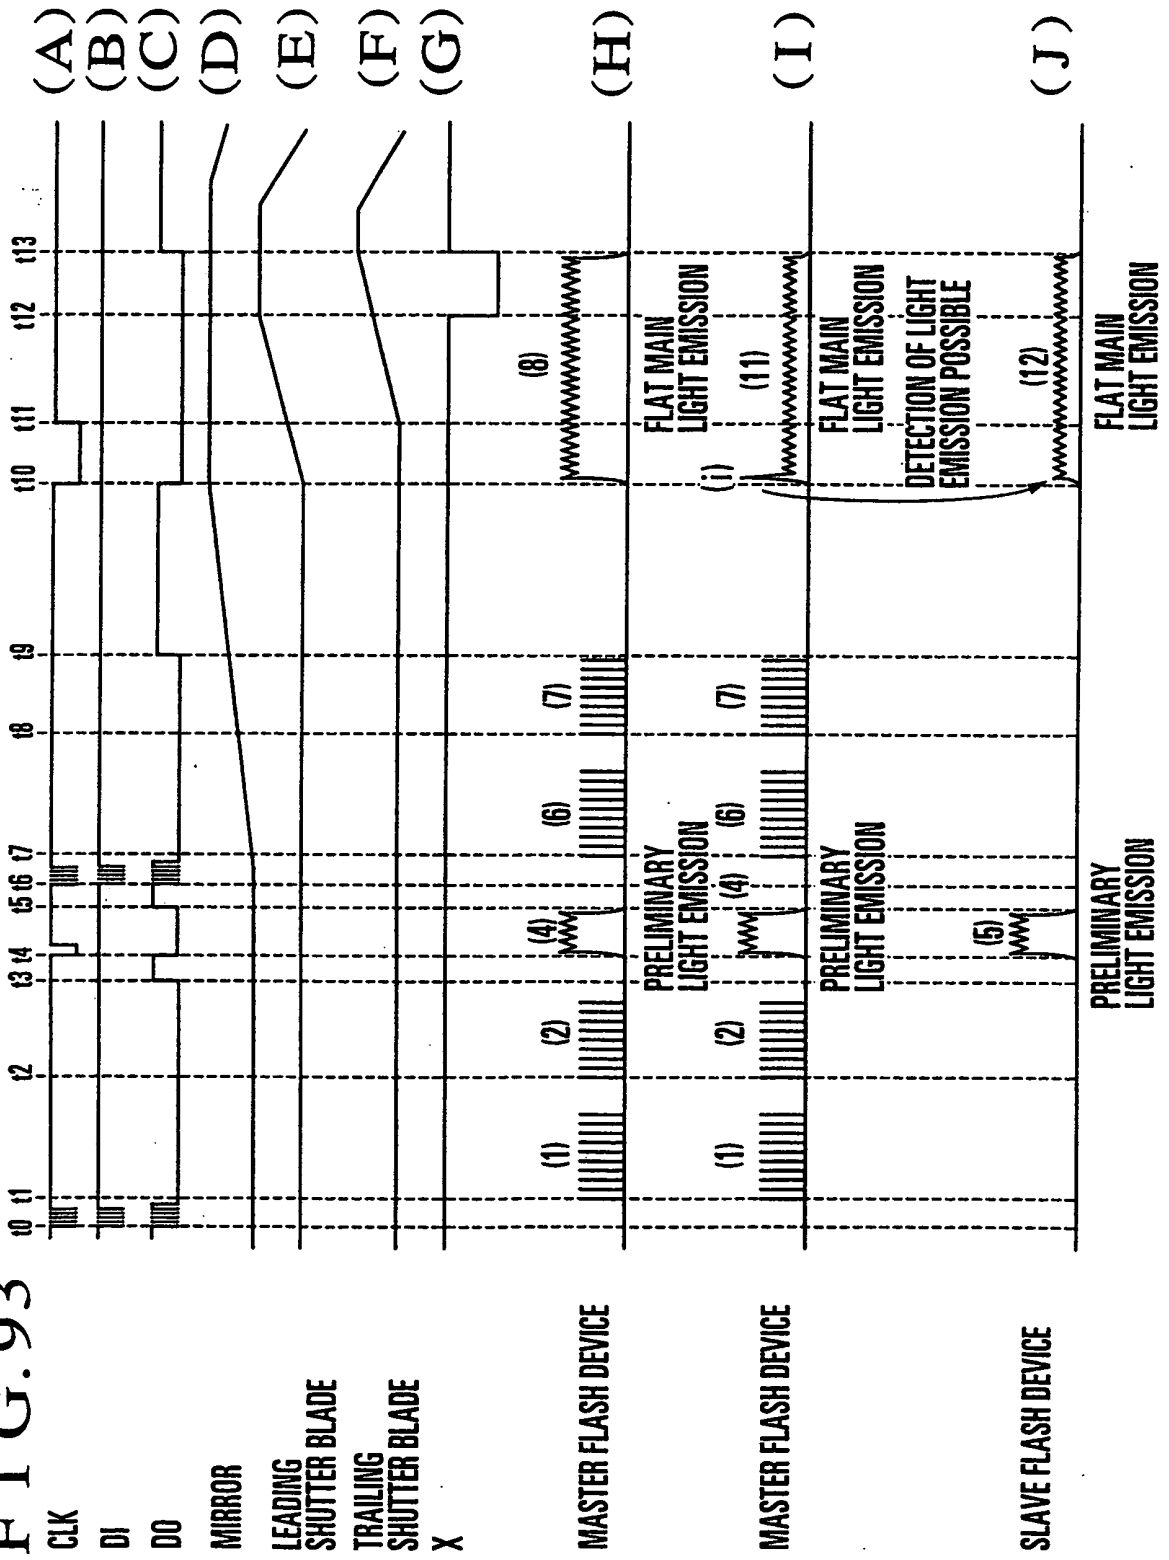 FIG.93
t0 t1 t2 t3 t4 t5 t6 t7 t8 t9 t10 t11 t12 t13
CLK (A)
DI (B)
DO (C)
MIRROR (D)
LEADING
SHUTTER BLADE (E)
TRAILING
SHUTTER BLADE (F)
X (G)
MASTER FLASH DEVICE (1) (2) (4) (6) (7) (8) (H)
PRELIMINARY
LIGHT EMISSION
FLAT MAIN
LIGHT EMISSION
MASTER FLASH DEVICE (1) (2) (4) (6) (7) (i) (11) (I)
PRELIMINARY
LIGHT EMISSION
FLAT MAIN
LIGHT EMISSION
DETECTION OF LIGHT
EMISSION POSSIBLE
SLAVE FLASH DEVICE (5) (12) (J)
PRELIMINARY
LIGHT EMISSION
FLAT MAIN
LIGHT EMISSION